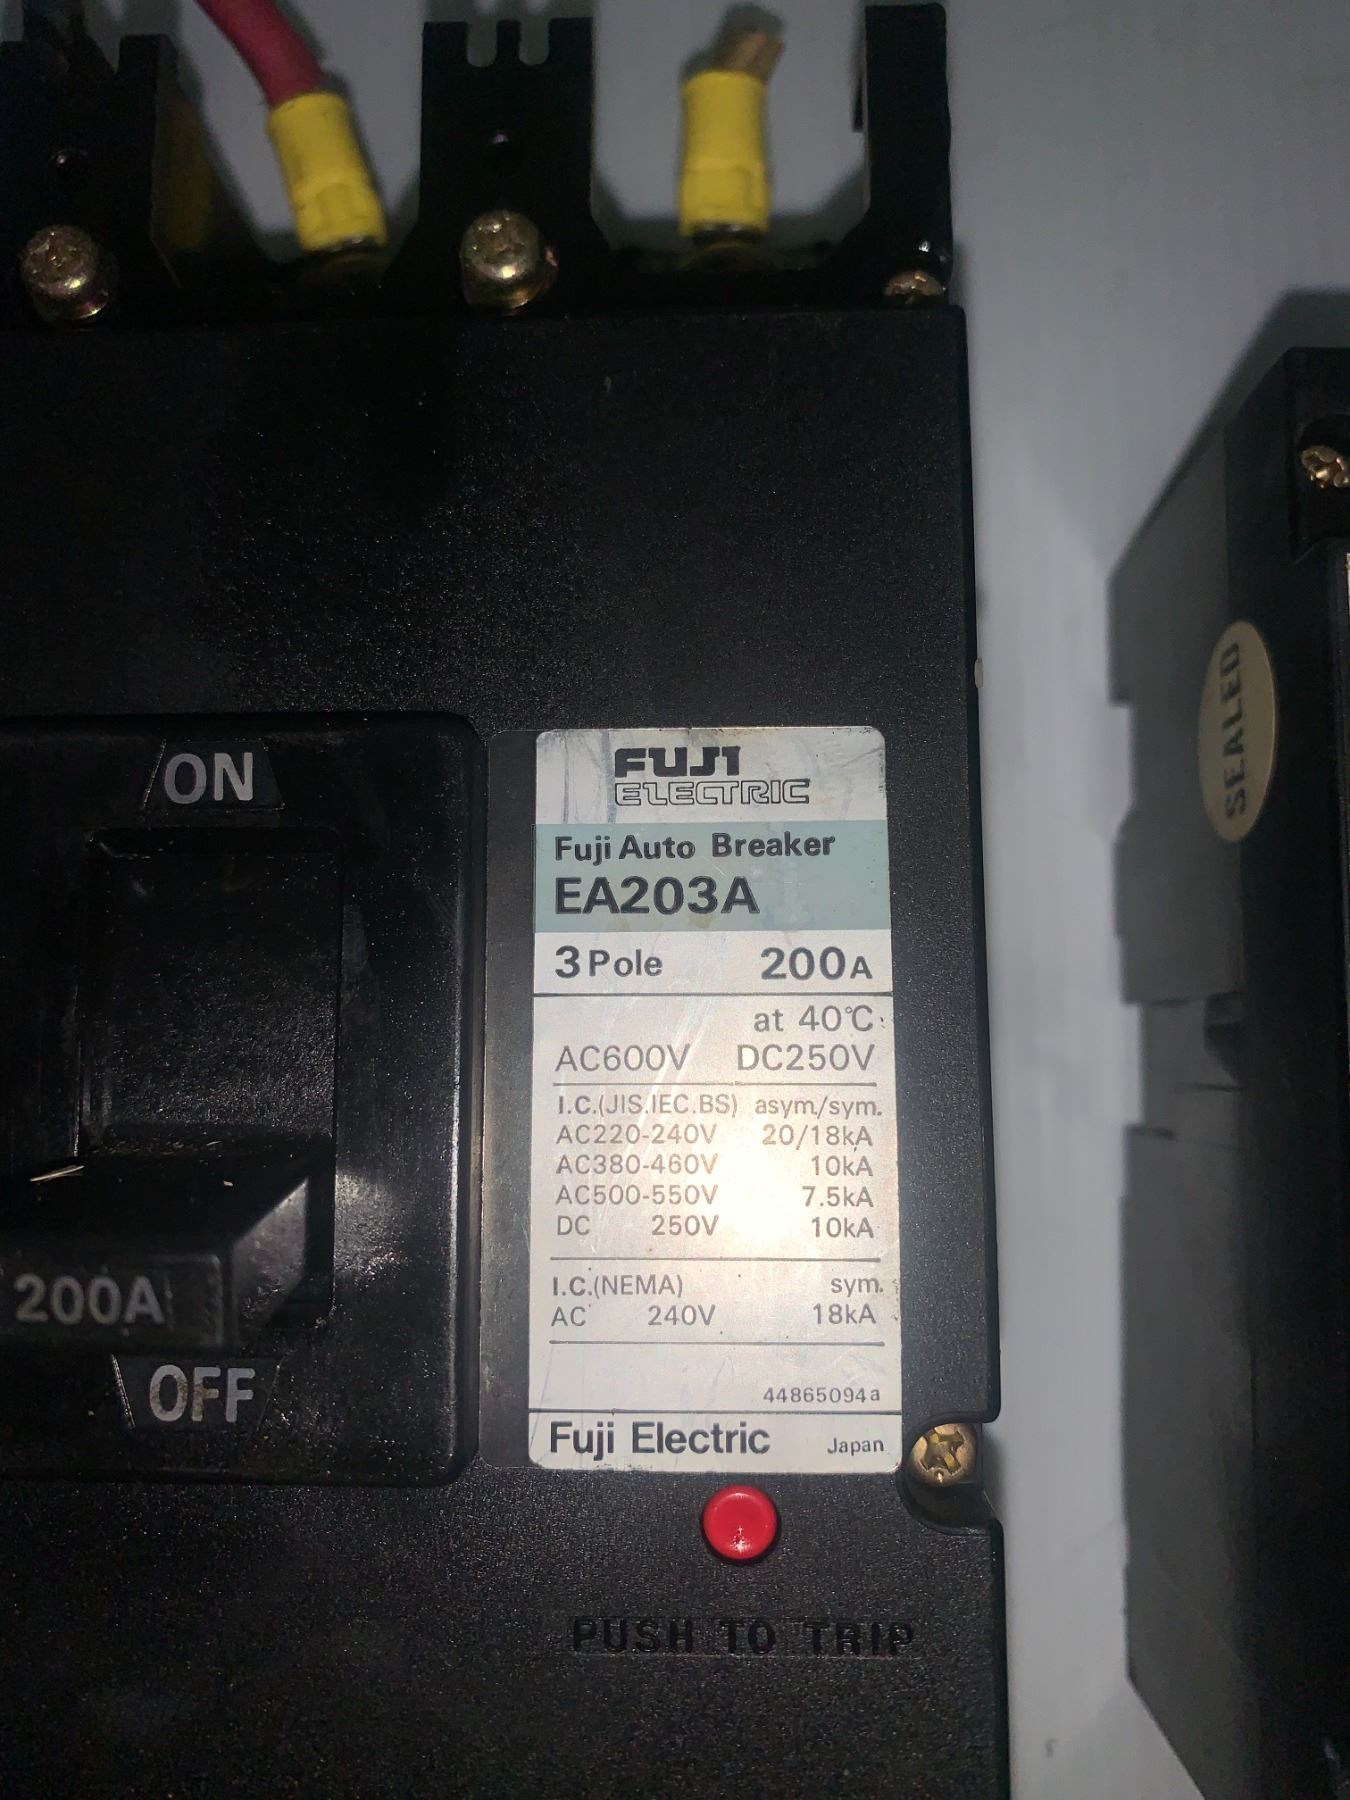 FUJI
ELECTRIC
Fuji Auto Breaker
EA203A
3 Pole 200A
at 40°C
AC600V DC250V
I.C.(JIS.IEC.BS) asym/sym.
AC220-240V 20/18kA
AC380-460V 10kA
AC500-550V 7.5kA
DC 250V 10kA
I.C.(NEMA) sym.
AC 240V 18kA
44865094a
Fuji Electric Japan
ON
200A
OFF
PUSH TO TRIP
SEALED